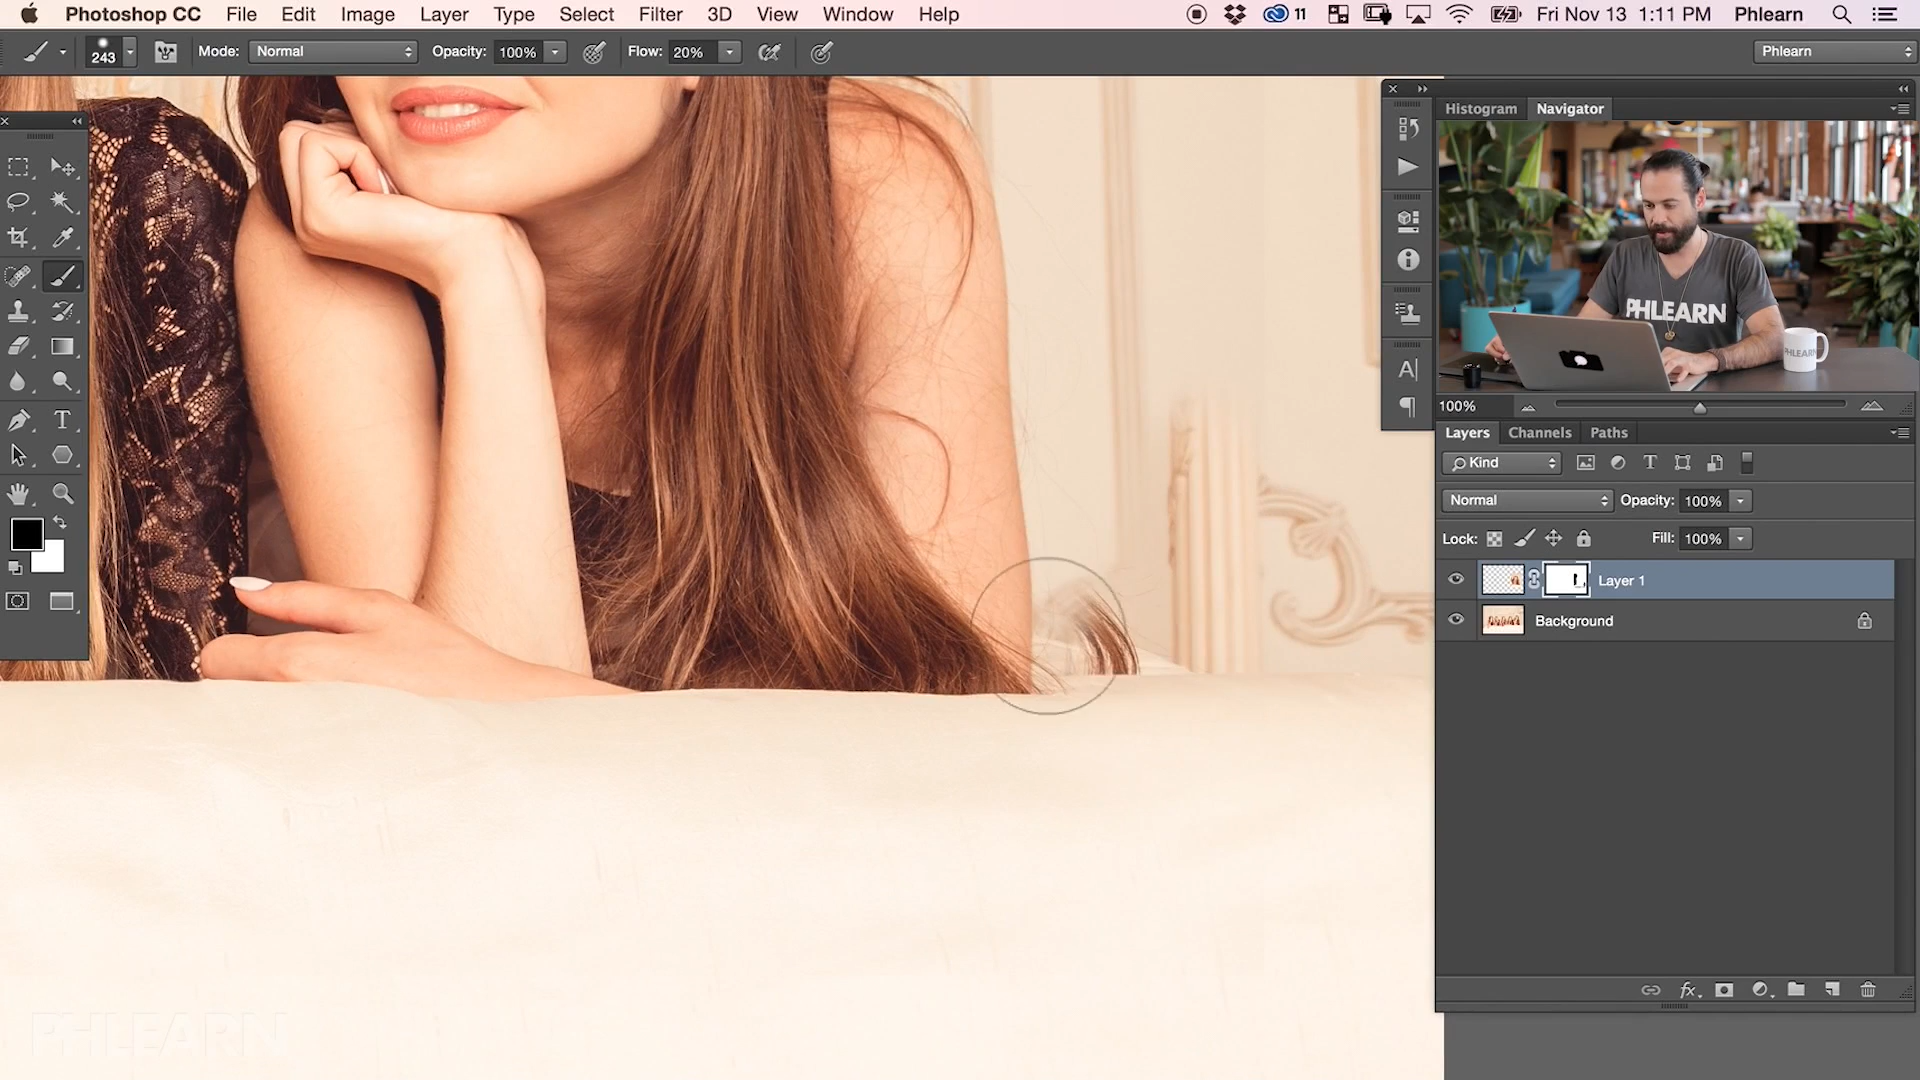 Photoshop CC File Edit Image Layer Type Select Filter 3D View Window Help 11 Fri Nov 13 1:11 PM Phlearn
243 Mode: Normal Opacity: 100% Flow: 20% Phlearn
Histogram Navigator
PHLEARN
PHLEARN
100%
Layers Channels Paths
Kind
Normal Opacity: 100%
Lock: Fill: 100%
Layer 1
Background
PHLEARN